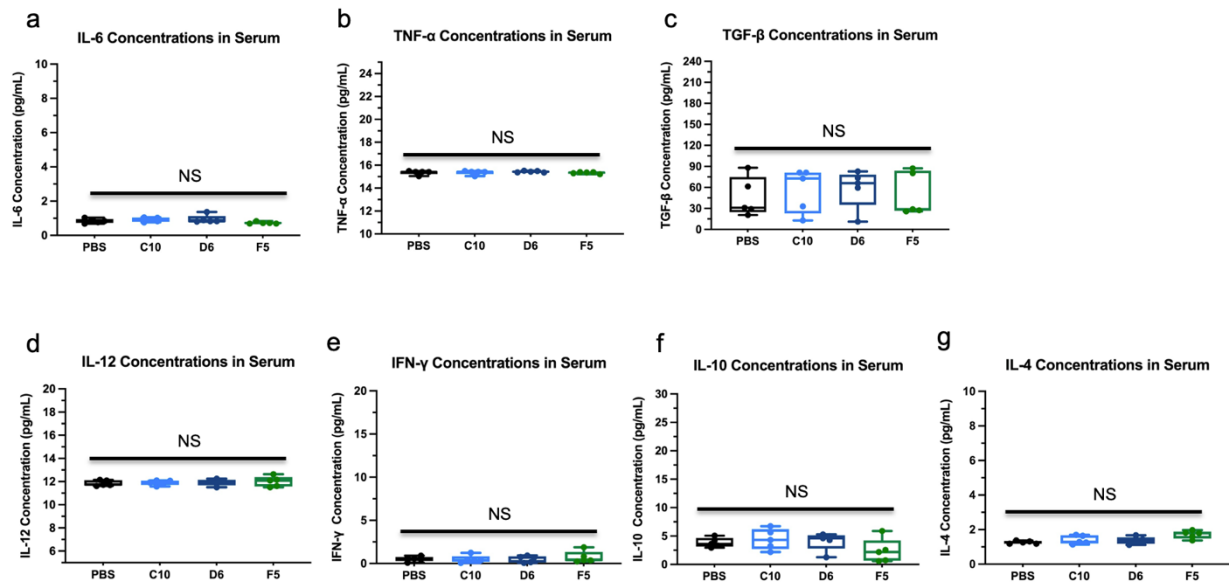 a
IL-6 Concentrations in Serum
IL-6 Concentration (pg/mL)
10
8
6
4
2
0
NS
PBS C10 D6 F5
b
TNF-α Concentrations in Serum
TNF-α Concentration (pg/mL)
24
22
20
18
16
14
12
10
NS
PBS C10 D6 F5
c
TGF-β Concentrations in Serum
TGF-β Concentration (pg/mL)
240
210
180
150
120
90
60
30
0
NS
PBS C10 D6 F5
d
IL-12 Concentrations in Serum
IL-12 Concentration (pg/mL)
20
18
16
14
12
10
8
6
NS
PBS C10 D6 F5
e
IFN-γ Concentrations in Serum
IFN-γ Concentration (pg/mL)
20
15
10
5
0
NS
PBS C10 D6 F5
f
IL-10 Concentrations in Serum
IL-10 Concentration (pg/mL)
30
25
20
15
10
5
0
NS
PBS C10 D6 F5
g
IL-4 Concentrations in Serum
IL-4 Concentration (pg/mL)
10
8
6
4
2
0
NS
PBS C10 D6 F5